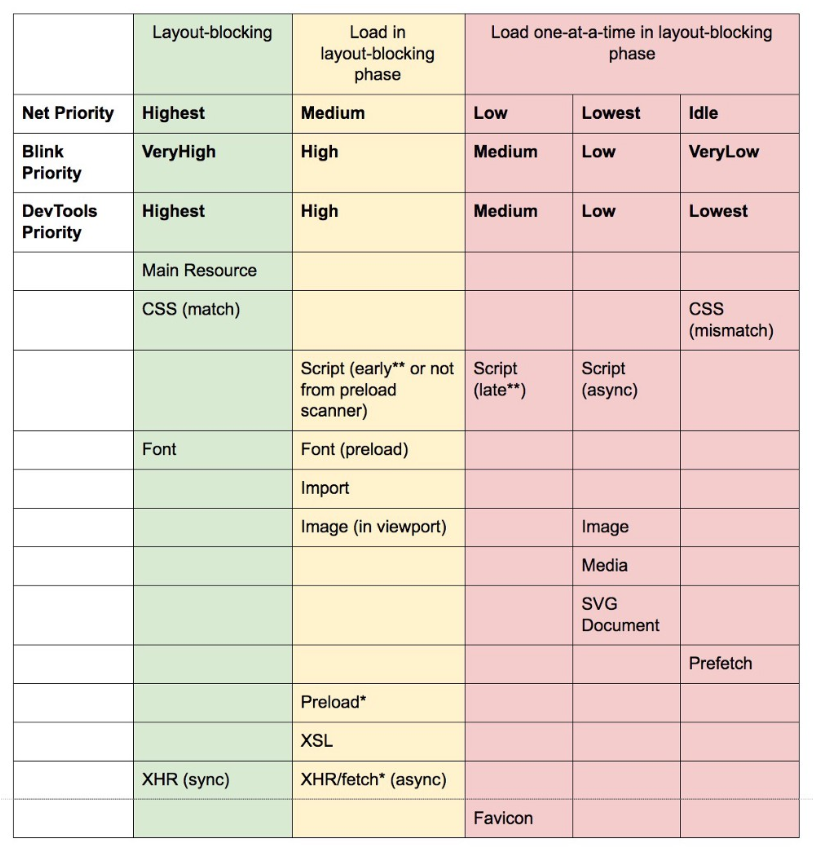 Layout-blocking
Load in
layout-blocking
phase
Load one-at-a-time in layout-blocking
phase
Net Priority Highest Medium Low Lowest Idle
Blink
Priority
VeryHigh High Medium Low VeryLow
DevTools
Priority
Highest High Medium Low Lowest
Main Resource
CSS (match)
CSS
(mismatch)
Script (early** or not
from preload
scanner)
Script
(late**)
Script
(async)
Font Font (preload)
Import
Image (in viewport) Image
Media
SVG
Document
Prefetch
Preload*
XSL
XHR (sync) XHR/fetch* (async)
Favicon